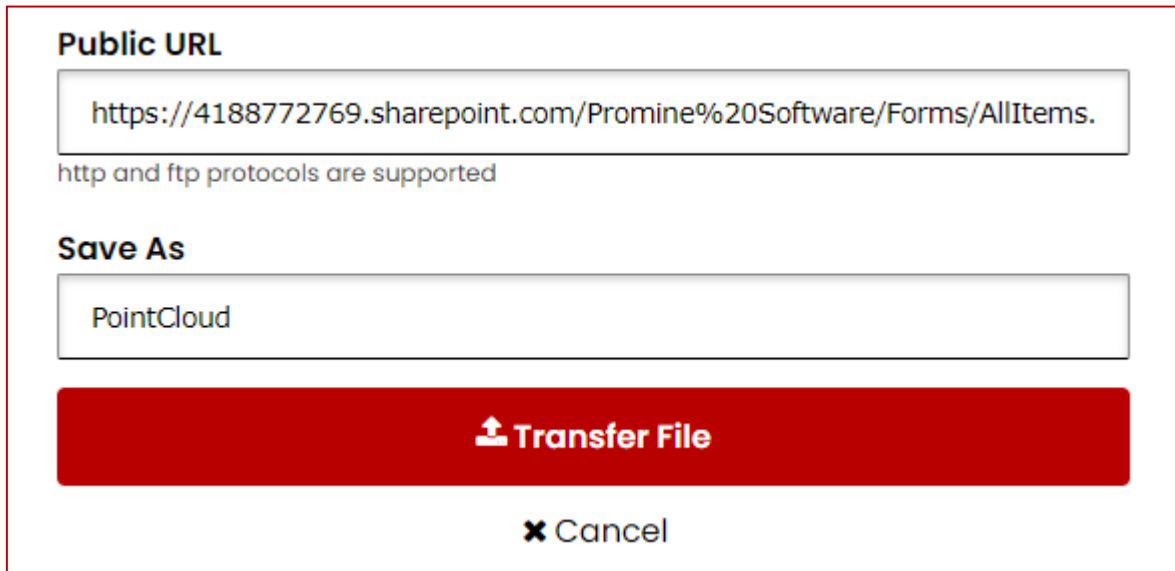 Public URL
https://4188772769.sharepoint.com/Promine%20Software/Forms/AllItems.
http and ftp protocols are supported
Save As
PointCloud
Transfer File
Cancel